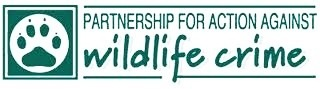 PARTNERSHIP FOR ACTION AGAINST
wildlife crime